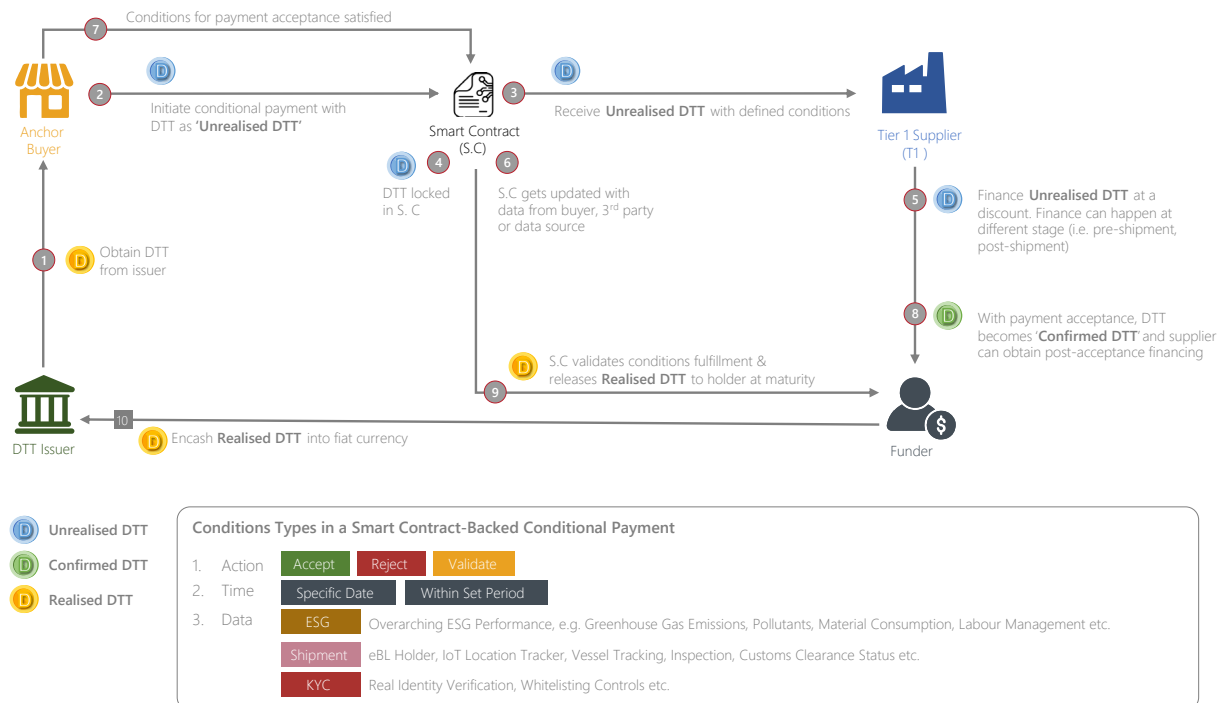 7
Conditions for payment acceptance satisfied
2
Initiate conditional payment with
DTT as ‘Unrealised DTT’
3
Receive Unrealised DTT with defined conditions
Anchor
Buyer
Smart Contract
(S.C)
Tier 1 Supplier
(T1 )
4
DTT locked
in S. C
6
S.C gets updated with
data from buyer, 3rd party
or data source
5
Finance Unrealised DTT at a
discount. Finance can happen at
different stage (i.e. pre-shipment,
post-shipment)
1
Obtain DTT
from issuer
8
With payment acceptance, DTT
becomes ‘Confirmed DTT’ and supplier
can obtain post-acceptance financing
S.C validates conditions fulfillment &
releases Realised DTT to holder at maturity
9
10
Encash Realised DTT into fiat currency
DTT Issuer
$
Funder
D Unrealised DTT
D Confirmed DTT
D Realised DTT
Conditions Types in a Smart Contract-Backed Conditional Payment
1. Action Accept Reject Validate
2. Time Specific Date Within Set Period
3. Data ESG Overarching ESG Performance, e.g. Greenhouse Gas Emissions, Pollutants, Material Consumption, Labour Management etc.
Shipment eBL Holder, IoT Location Tracker, Vessel Tracking, Inspection, Customs Clearance Status etc.
KYC Real Identity Verification, Whitelisting Controls etc.